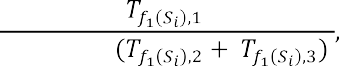 T_{f_1(S_i),1}
(T_{f_1(S_i),2} + T_{f_1(S_i),3}),